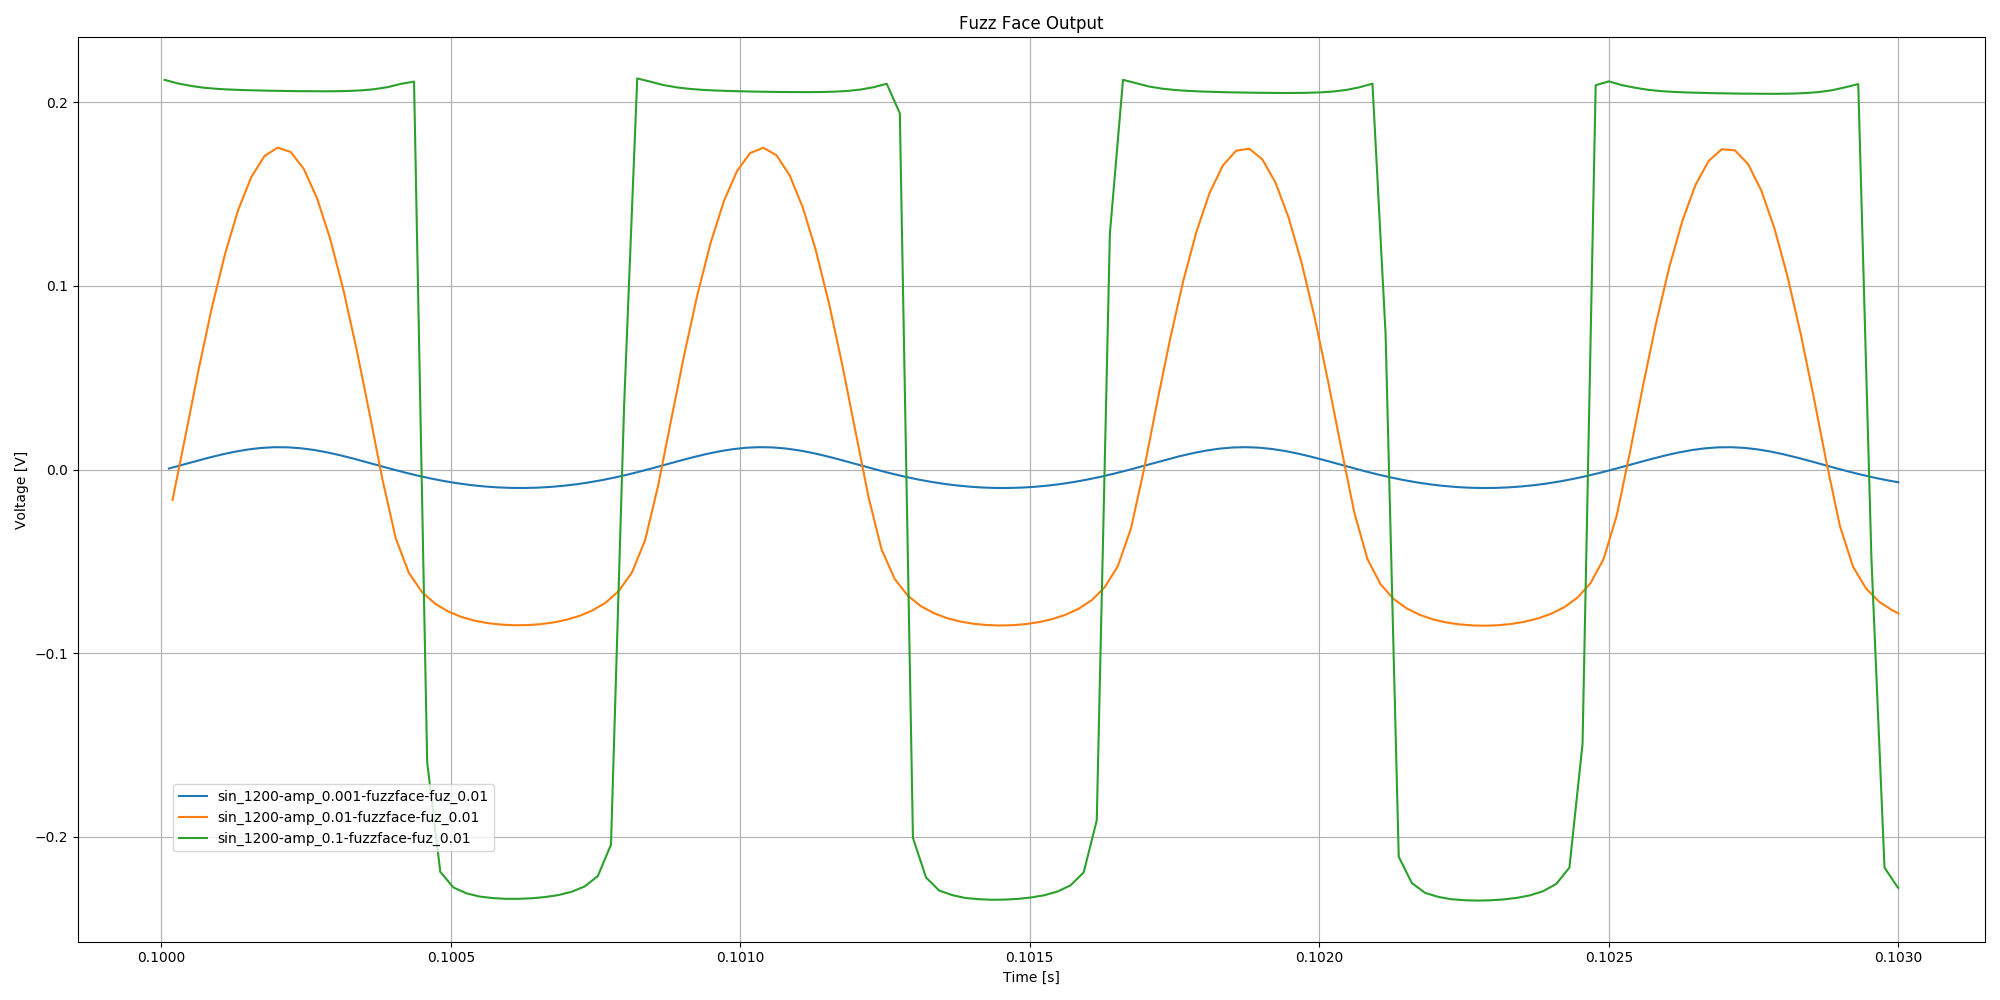 Fuzz Face Output
Voltage [V]
0.2
0.1
0.0
−0.1
−0.2
sin_1200-amp_0.001-fuzzface-fuz_0.01
sin_1200-amp_0.01-fuzzface-fuz_0.01
sin_1200-amp_0.1-fuzzface-fuz_0.01
0.1000 0.1005 0.1010 0.1015 0.1020 0.1025 0.1030
Time [s]